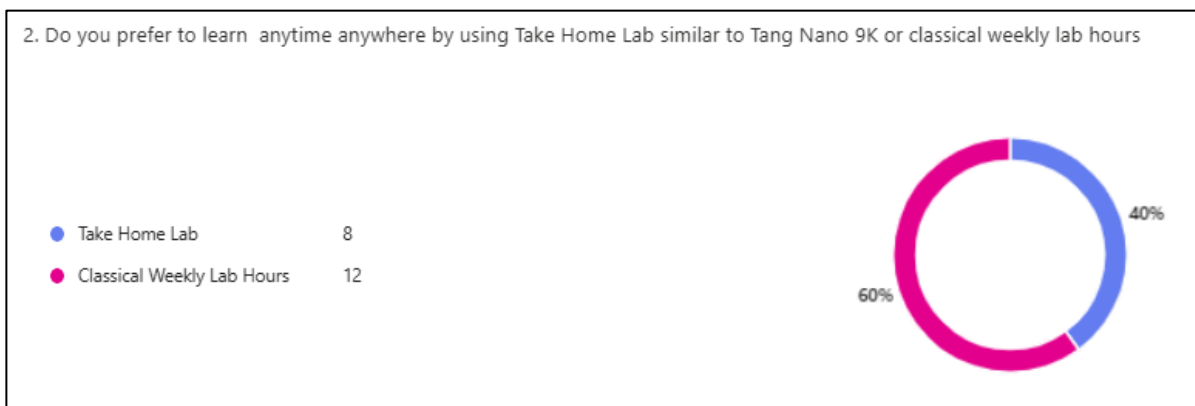 2. Do you prefer to learn  anytime anywhere by using Take Home Lab similar to Tang Nano 9K or classical weekly lab hours
40%
Take Home Lab 8
Classical Weekly Lab Hours 12
60%